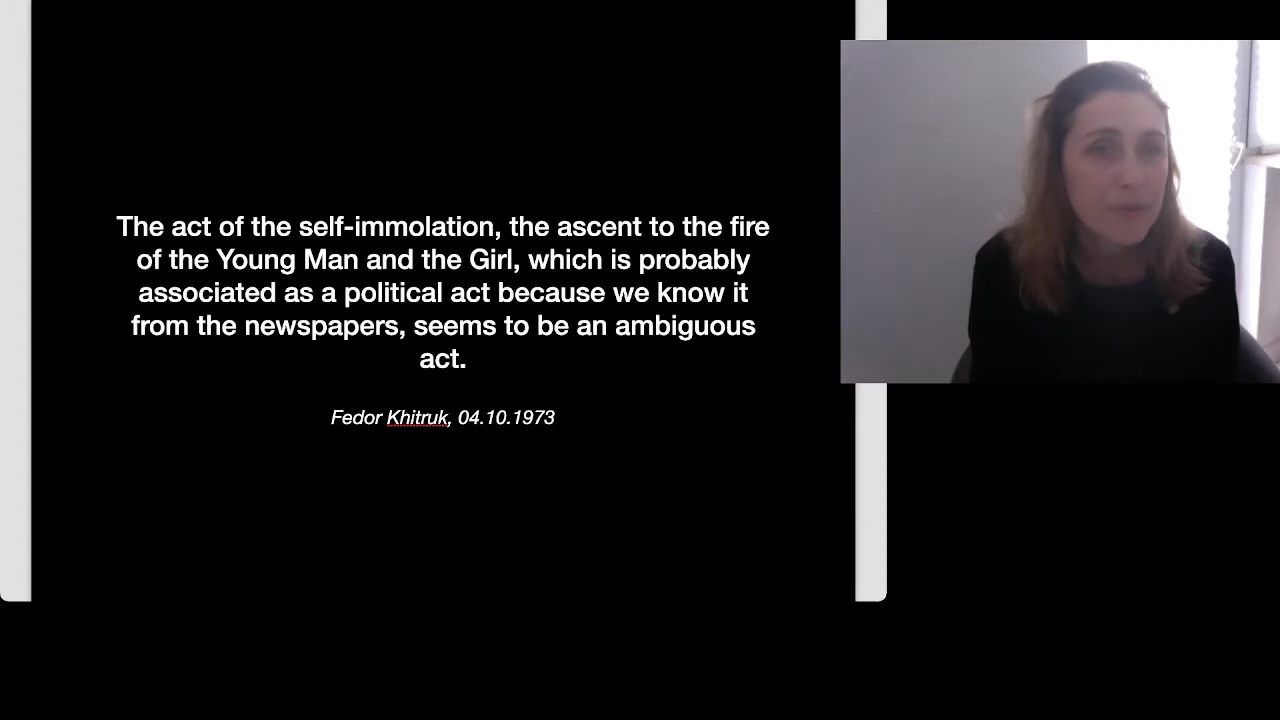 The act of the self-immolation, the ascent to the fire
of the Young Man and the Girl, which is probably
associated as a political act because we know it
from the newspapers, seems to be an ambiguous
act.
Fedor Khitruk, 04.10.1973